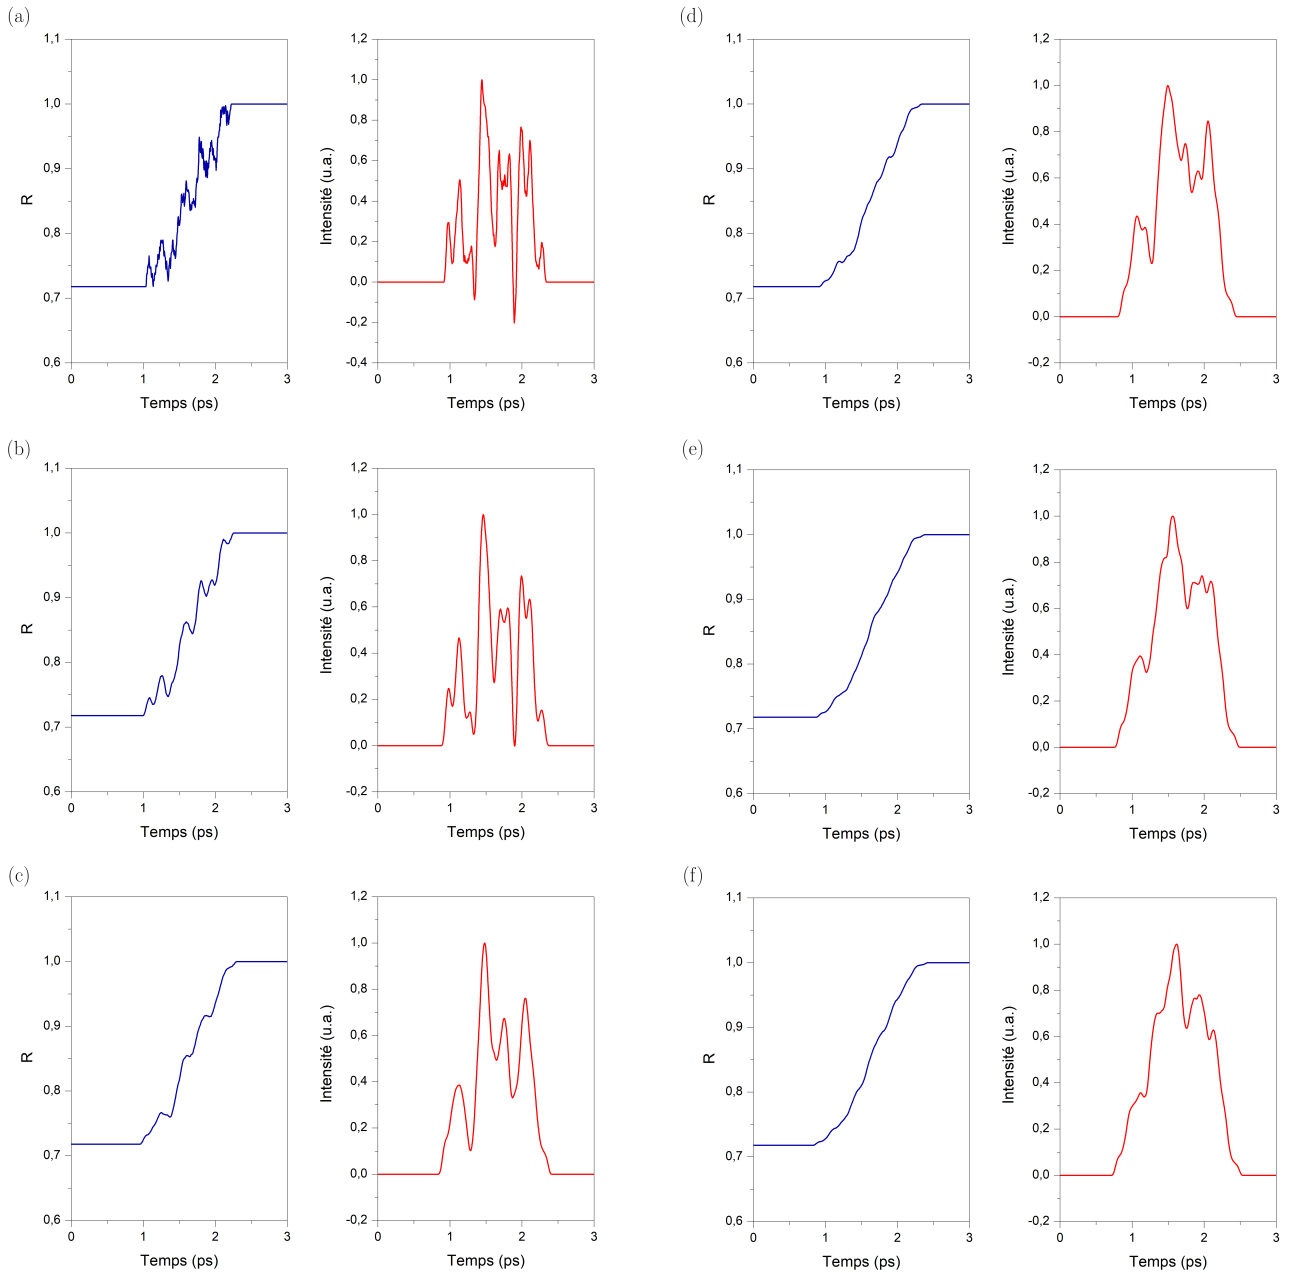 (a)
1,1
1,0
0,9
0,8
0,7
0,6
R
0 1 2 3
Temps (ps)
1,2
1,0
0,8
0,6
0,4
0,2
0,0
-0,2
-0,4
Intensité (u.a.)
0 1 2 3
Temps (ps)
(d)
1,1
1,0
0,9
0,8
0,7
0,6
R
0 1 2 3
Temps (ps)
1,2
1,0
0,8
0,6
0,4
0,2
0,0
-0,2
Intensité (u.a.)
0 1 2 3
Temps (ps)
(b)
1,1
1,0
0,9
0,8
0,7
0,6
R
0 1 2 3
Temps (ps)
1,2
1,0
0,8
0,6
0,4
0,2
0,0
-0,2
Intensité (u.a.)
0 1 2 3
Temps (ps)
(e)
1,1
1,0
0,9
0,8
0,7
0,6
R
0 1 2 3
Temps (ps)
1,2
1,0
0,8
0,6
0,4
0,2
0,0
-0,2
Intensité (u.a.)
0 1 2 3
Temps (ps)
(c)
1,1
1,0
0,9
0,8
0,7
0,6
R
0 1 2 3
Temps (ps)
1,2
1,0
0,8
0,6
0,4
0,2
0,0
-0,2
Intensité (u.a.)
0 1 2 3
Temps (ps)
(f)
1,1
1,0
0,9
0,8
0,7
0,6
R
0 1 2 3
Temps (ps)
1,2
1,0
0,8
0,6
0,4
0,2
0,0
-0,2
Intensité (u.a.)
0 1 2 3
Temps (ps)